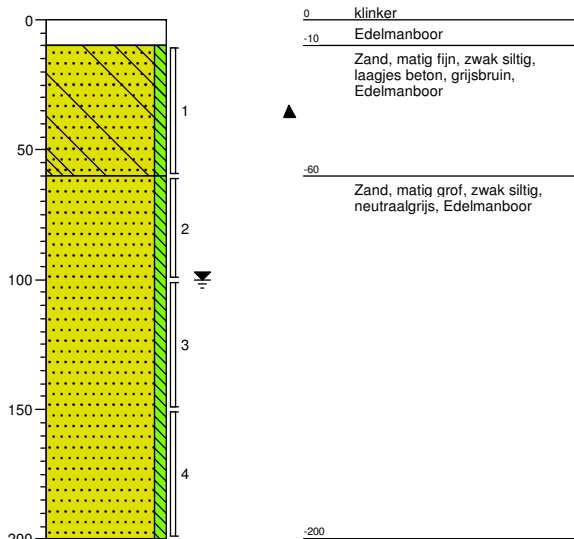 0
50
100
150
200
1
2
3
4
0 klinker
-10 Edelmanboor
Zand, matig fijn, zwak siltig,
laagjes beton, grijsbruin,
Edelmanboor
-60
Zand, matig grof, zwak siltig,
neutraalgrijs, Edelmanboor
-200